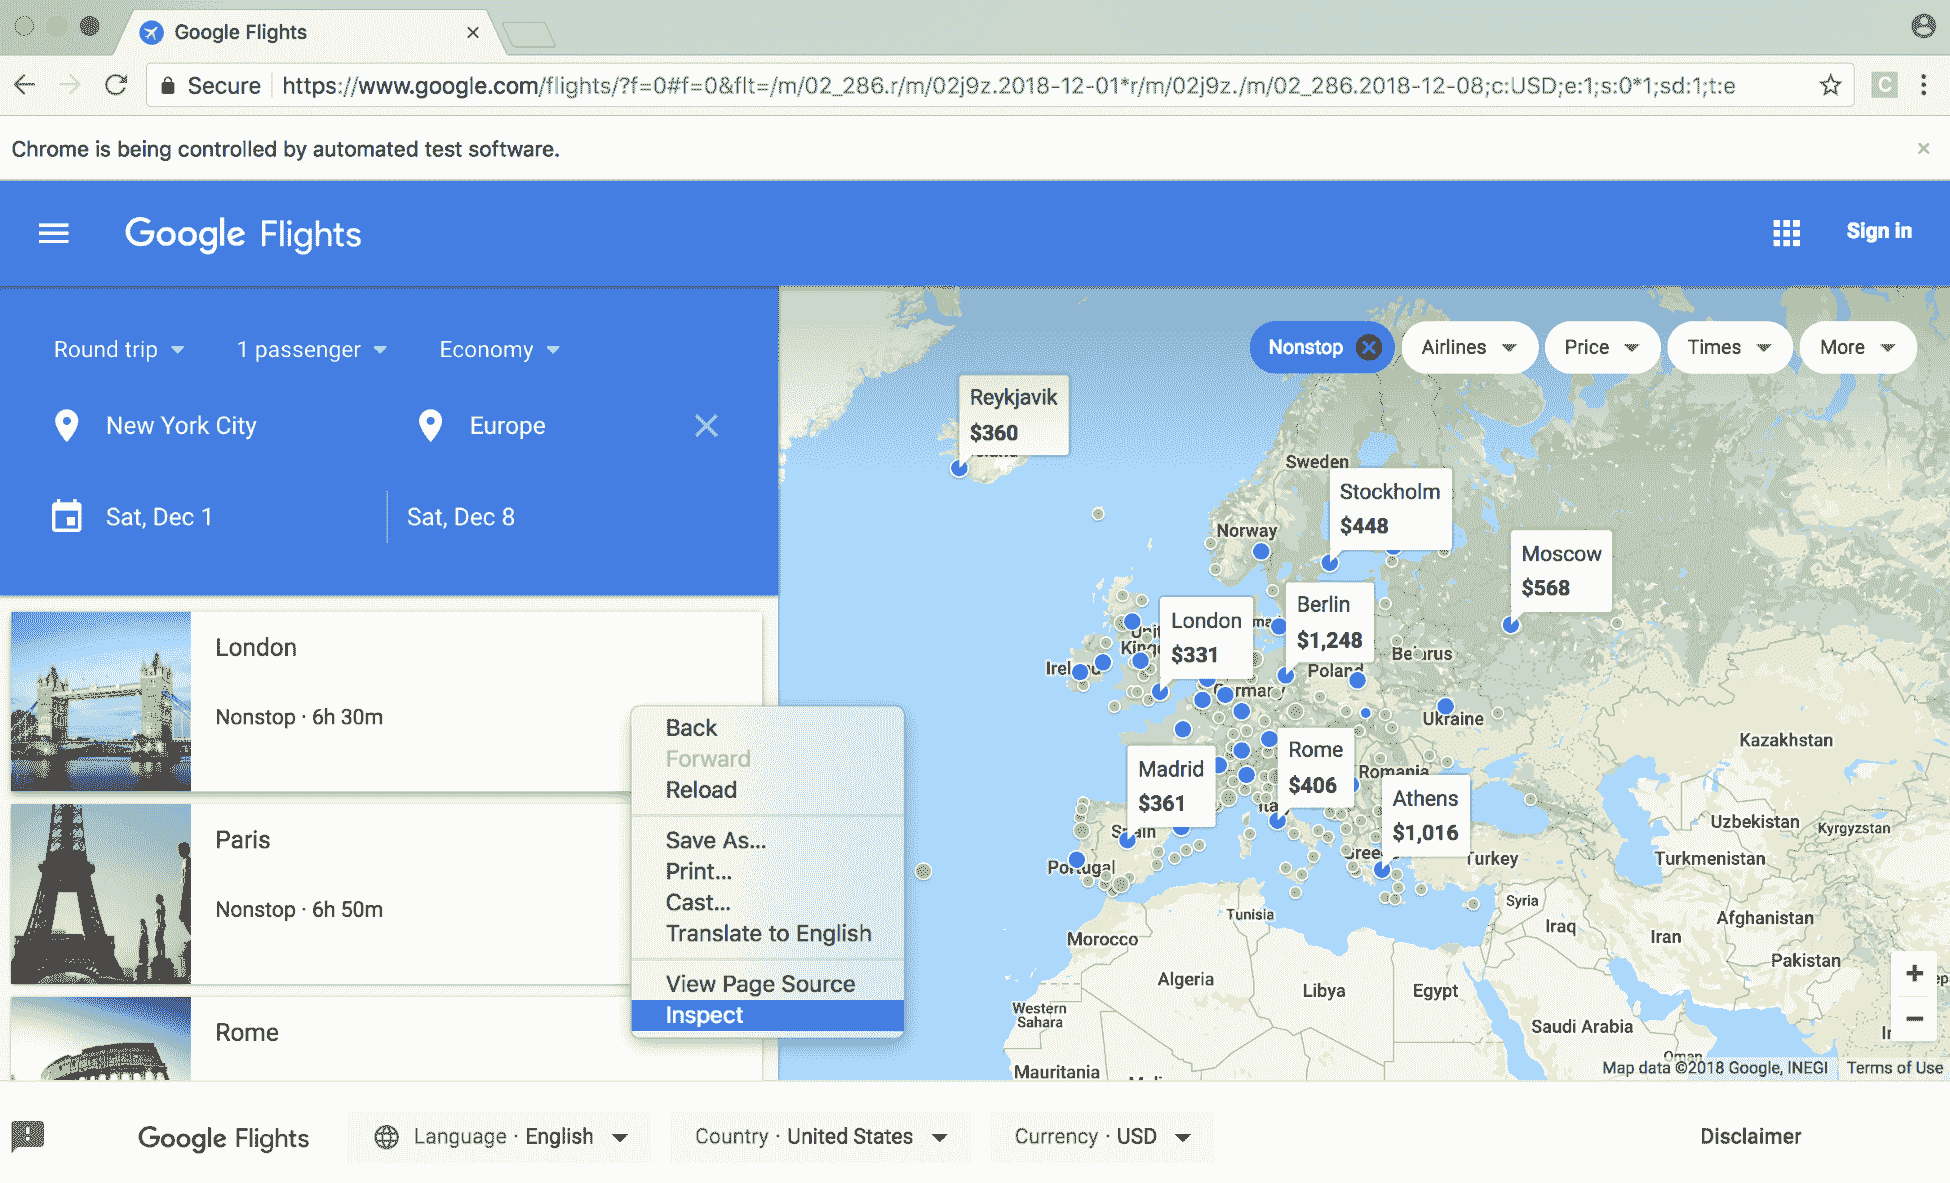 Google Flights
Secure https://www.google.com/flights/?f=0#f=0&flt=/m/02_286.r/m/02j9z.2018-12-01*r/m/02j9z./m/02_286.2018-12-08;c:USD;e:1;s:0*1;sd:1;t:e
C
Chrome is being controlled by automated test software.
Google Flights
Sign in
Round trip 1 passenger Economy
New York City Europe
Sat, Dec 1 Sat, Dec 8
Nonstop Airlines Price Times More
London
Nonstop · 6h 30m
Paris
Nonstop · 6h 50m
Rome
Back
Forward
Reload
Save As...
Print...
Cast...
Translate to English
View Page Source
Inspect
Reykjavik
$360
Sweden
Stockholm
$448
Norway
Moscow
$568
London
$331
Berlin
$1,248
Belarus
Poland
Ukraine
Kazakhstan
Madrid
$361
Rome
$406
Romania
Athens
$1,016
Spain
Portugal
Turkey
Uzbekistan
Kyrgyzstan
Turkmenistan
Tunisia
Syria
Morocco
Iraq
Iran
Afghanistan
Pakistan
Algeria
Libya
Egypt
Western
Sahara
Saudi Arabia
Oman
Mauritania
Map data ©2018 Google, INEGI Terms of Use
Google Flights Language · English Country · United States Currency · USD Disclaimer